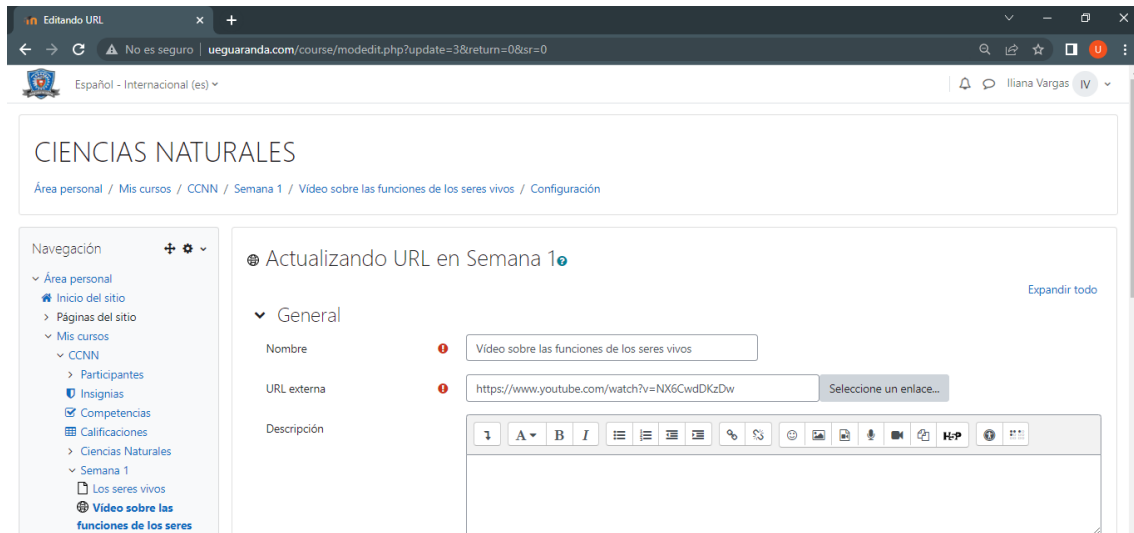 Editando URL
No es seguro | ueguaranda.com/course/modedit.php?update=3&return=0&sr=0
U
Español - Internacional (es)
Iliana Vargas IV
CIENCIAS NATURALES
Área personal / Mis cursos / CCNN / Semana 1 / Vídeo sobre las funciones de los seres vivos / Configuración
Navegación
Área personal
Inicio del sitio
Páginas del sitio
Mis cursos
CCNN
Participantes
Insignias
Competencias
Calificaciones
Ciencias Naturales
Semana 1
Los seres vivos
Vídeo sobre las
funciones de los seres
Actualizando URL en Semana 1
Expandir todo
General
Nombre
Vídeo sobre las funciones de los seres vivos
URL externa
https://www.youtube.com/watch?v=NX6CwdDKzDw
Seleccione un enlace...
Descripción
A B I H5P